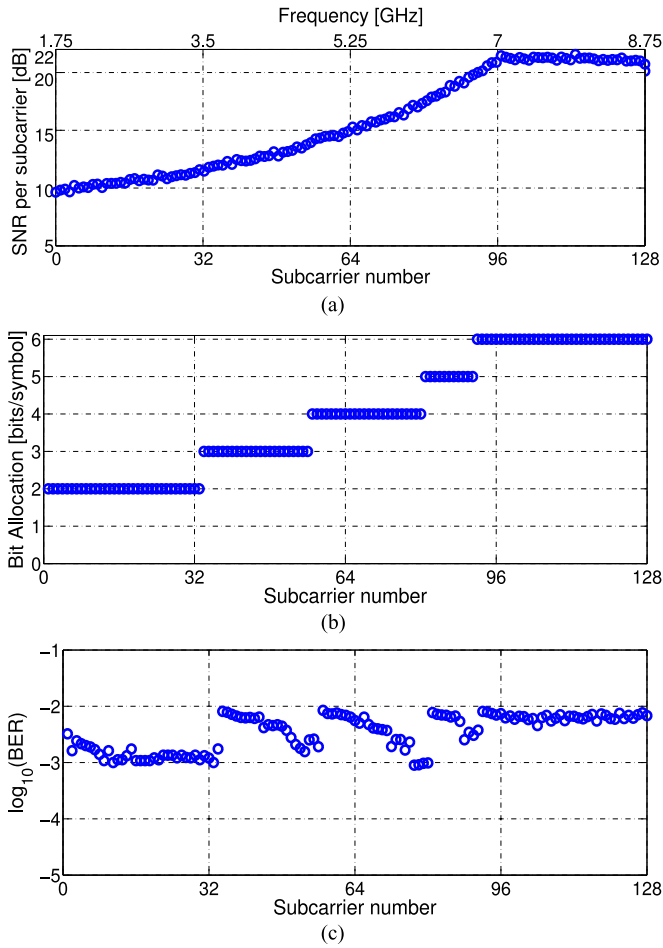 Frequency [GHz]
1.75 3.5 5.25 7 8.75
SNR per subcarrier [dB]
22
20
15
10
5
0 32 64 96 128
Subcarrier number
(a)
Bit Allocation [bits/symbol]
6
5
4
3
2
1
0
0 32 64 96 128
Subcarrier number
(b)
log10(BER)
−1
−2
−3
−4
−5
0 32 64 96 128
Subcarrier number
(c)